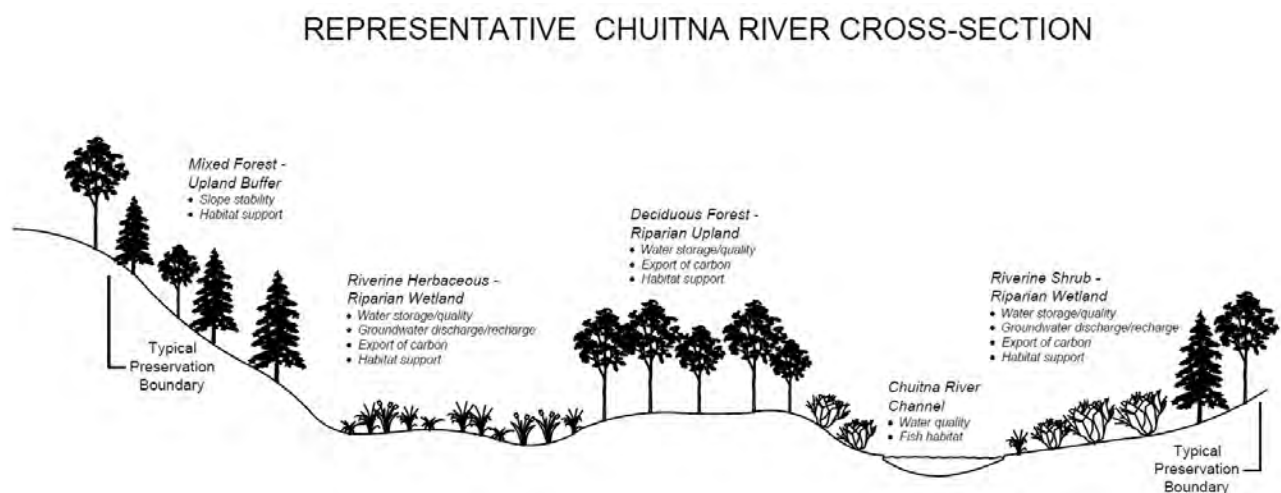 REPRESENTATIVE CHUITNA RIVER CROSS-SECTION
Mixed Forest -
Upland Buffer
• Slope stability
• Habitat support
Typical
Preservation
Boundary
Riverine Herbaceous -
Riparian Wetland
• Water storage/quality
• Groundwater discharge/recharge
• Export of carbon
• Habitat support
Deciduous Forest -
Riparian Upland
• Water storage/quality
• Export of carbon
• Habitat support
Chuitna River
Channel
• Water quality
• Fish habitat
Riverine Shrub -
Riparian Wetland
• Water storage/quality
• Groundwater discharge/recharge
• Export of carbon
• Habitat support
Typical
Preservation
Boundary